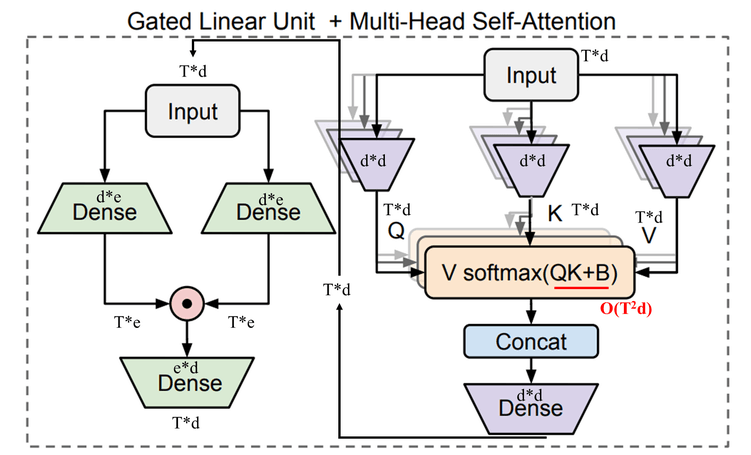 Gated Linear Unit + Multi-Head Self-Attention
T*d
Input
d*e
Dense
d*e
Dense
T*e
T*e
e*d
Dense
T*d
T*d
Input
T*d
d*d
d*d
d*d
T*d
Q
K
T*d
T*d
V
V softmax(QK+B)
O(T²d)
Concat
d*d
Dense